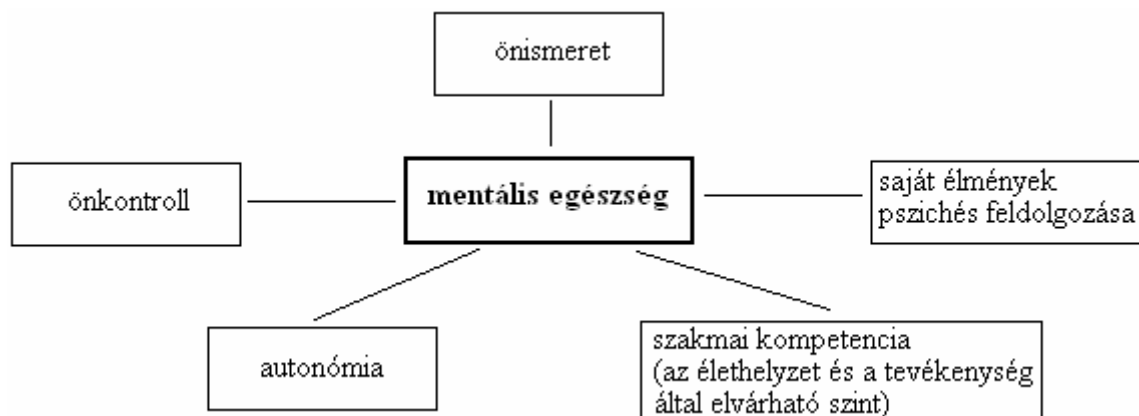 önismeret
önkontroll
mentális egészség
saját élmények
pszichés feldolgozása
autonómia
szakmai kompetencia
(az élethelyzet és a tevékenység
által elvárható szint)